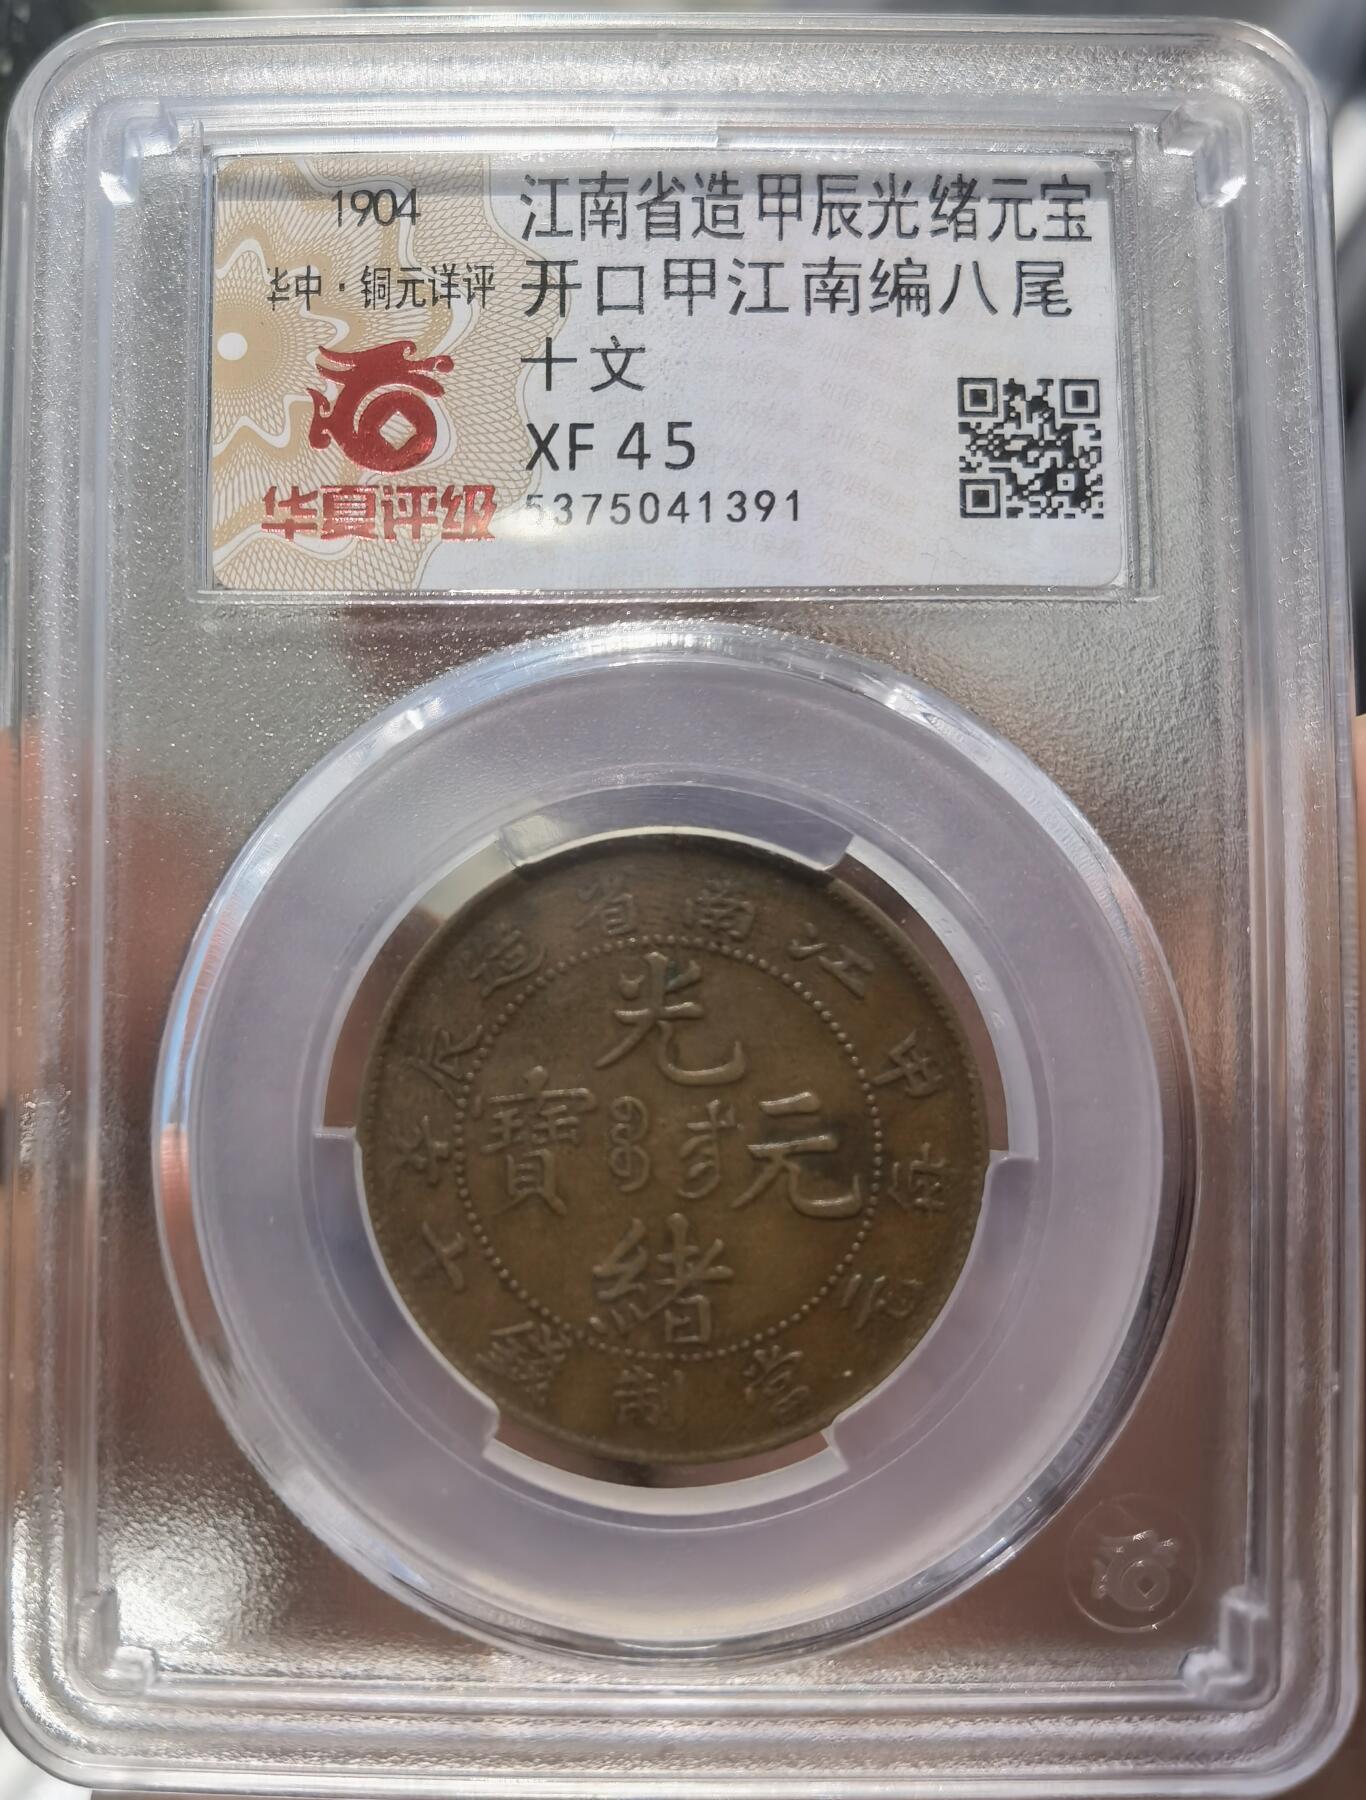 1904
华中·铜元详评
华夏评级
江南省造甲辰光绪元宝
开口甲江南编八尾
十文
XF 45
5375041391
江南省造
甲辰
光緒元寶
每元當制錢十文